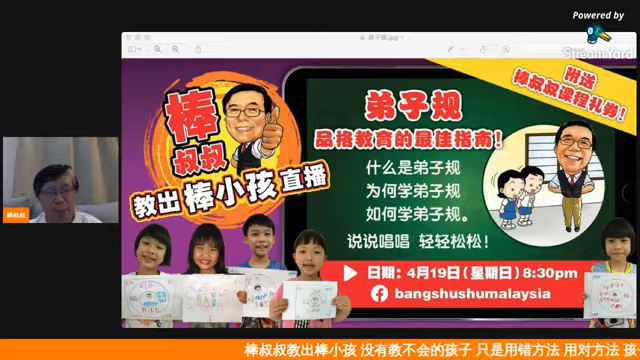 Powered by
StreamYard
弟子规.jpg
附送
棒叔叔课程礼券！
棒
叔叔
教出棒小孩直播
弟子规
品格教育的最佳指南！
什么是弟子规
为何学弟子规
如何学弟子规。
说说唱唱 轻轻松松！
日期：4月19日（星期日）8:30pm
bangshushumalaysia
棒叔叔
棒叔叔教出棒小孩 没有教不会的孩子 只是用错方法 用对方法 孩